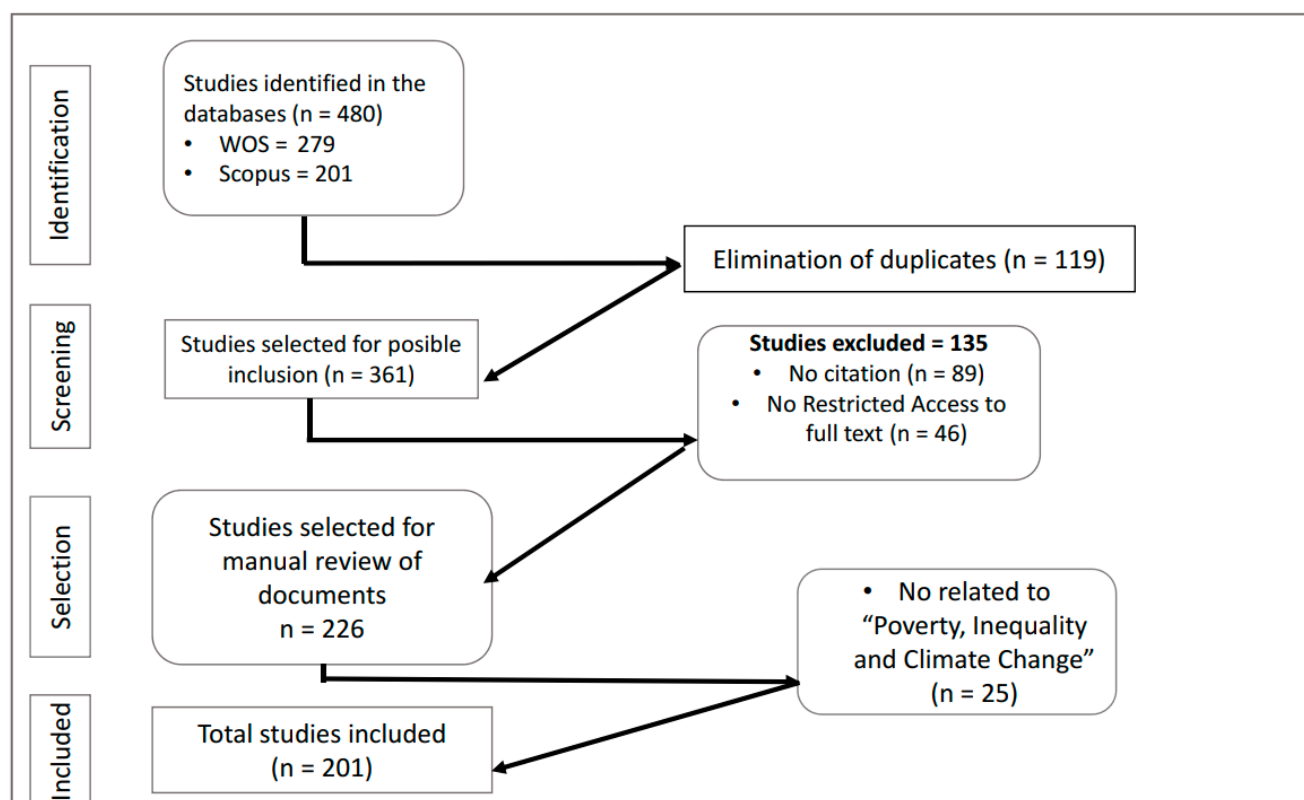 Identification
Studies identified in the
databases (n = 480)
• WOS = 279
• Scopus = 201
Elimination of duplicates (n = 119)
Screening
Studies selected for posible
inclusion (n = 361)
Studies excluded = 135
• No citation (n = 89)
• No Restricted Access to
full text (n = 46)
Selection
Studies selected for
manual review of
documents
n = 226
• No related to
“Poverty, Inequality
and Climate Change”
(n = 25)
Included
Total studies included
(n = 201)